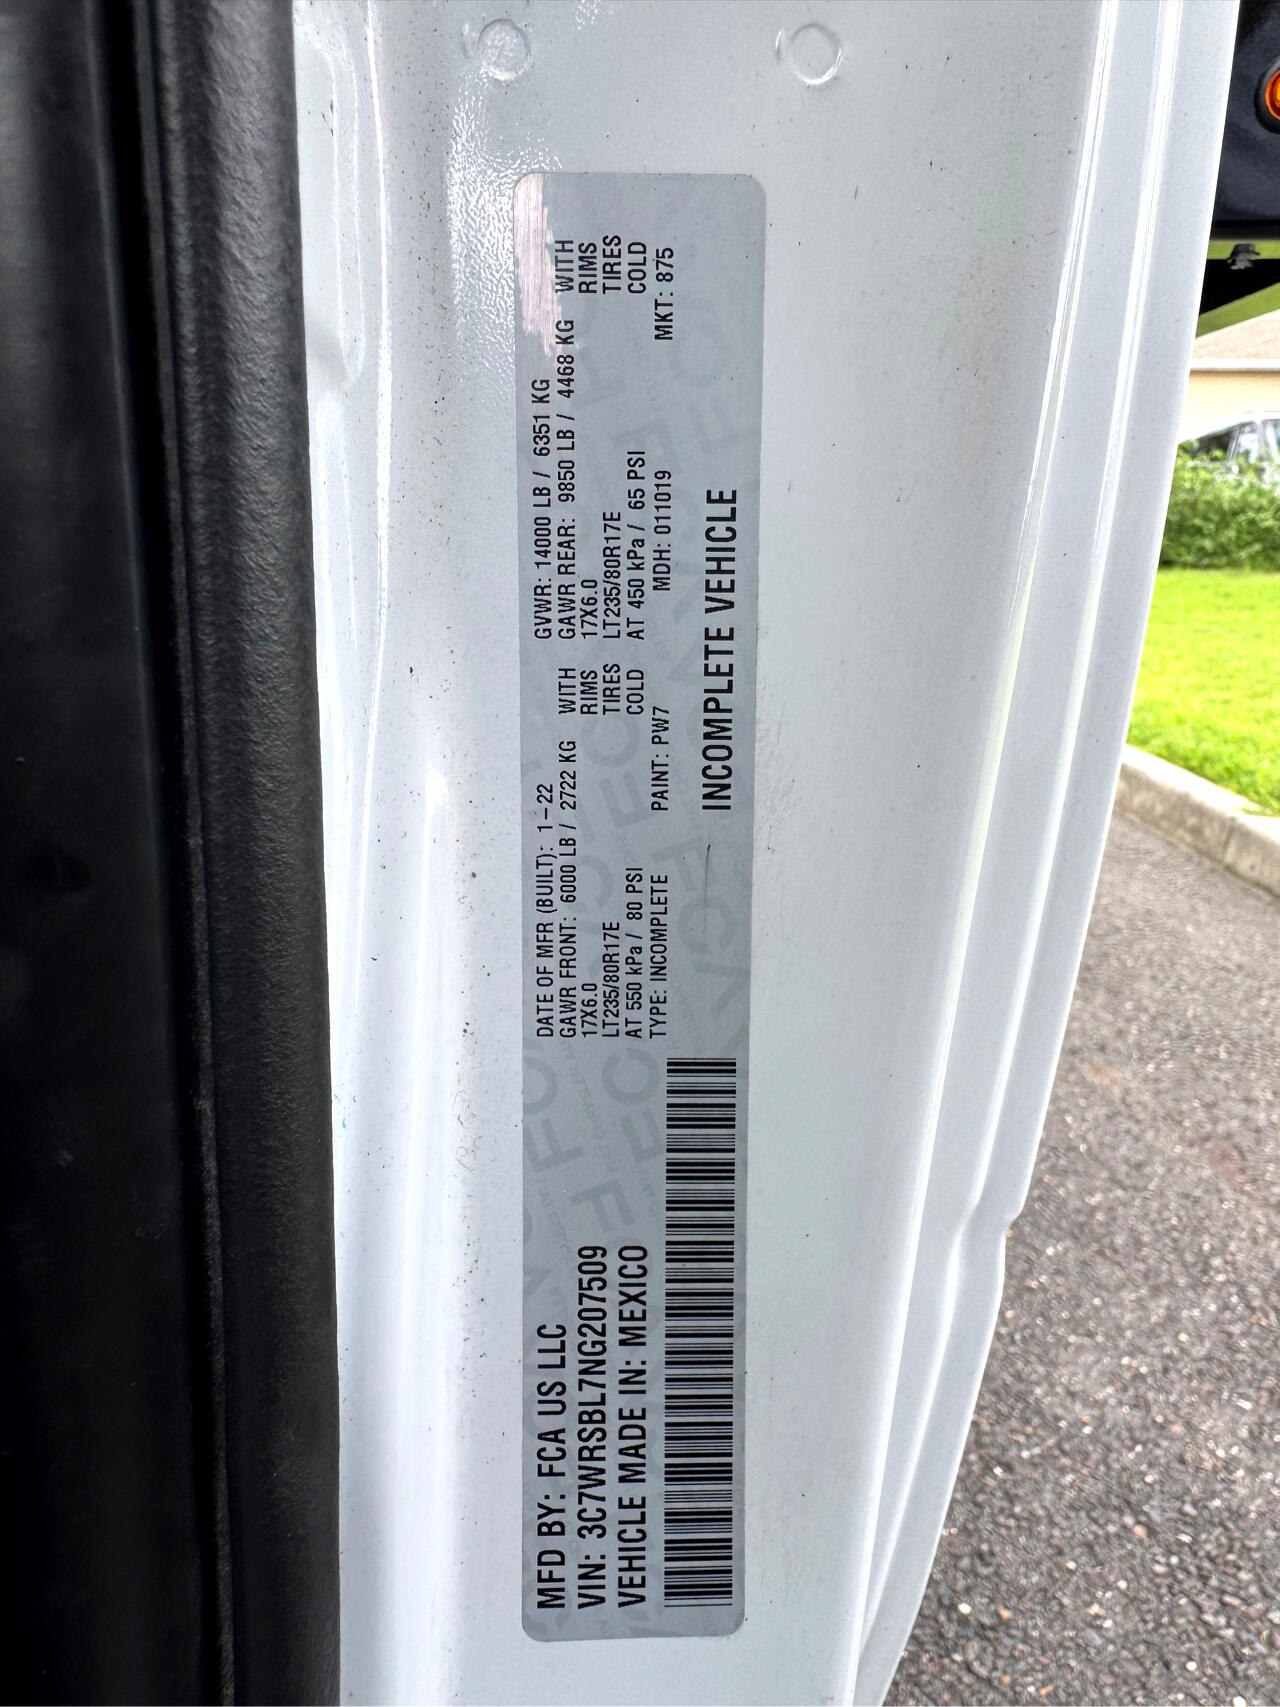 MFD BY: FCA US LLC
VIN: 3C7WRSBL7NG207509
VEHICLE MADE IN: MEXICO
DATE OF MFR (BUILT): 1-22 GVWR: 14000 LB / 6351 KG
GAWR FRONT: 6000 LB / 2722 KG WITH GAWR REAR: 9850 LB / 4468 KG WITH
17X6.0 RIMS 17X6.0 RIMS
LT235/80R17E TIRES LT235/80R17E TIRES
AT 550 kPa / 80 PSI COLD AT 450 kPa / 65 PSI COLD
TYPE: INCOMPLETE PAINT: PW7 MDH: 011019 MKT: 875
INCOMPLETE VEHICLE